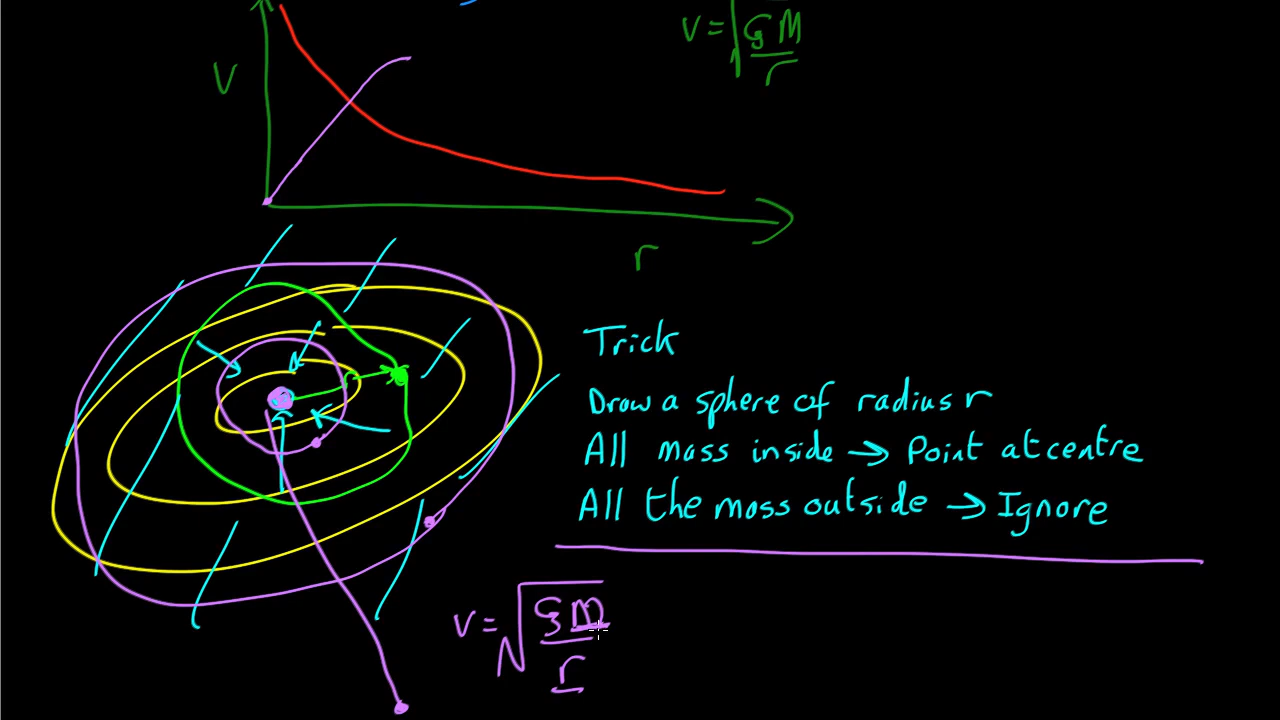 V
v = √GM/r
r
Trick
Draw a sphere of radius r
All mass inside → Point at centre
All the mass outside → Ignore
v = √Gm/r